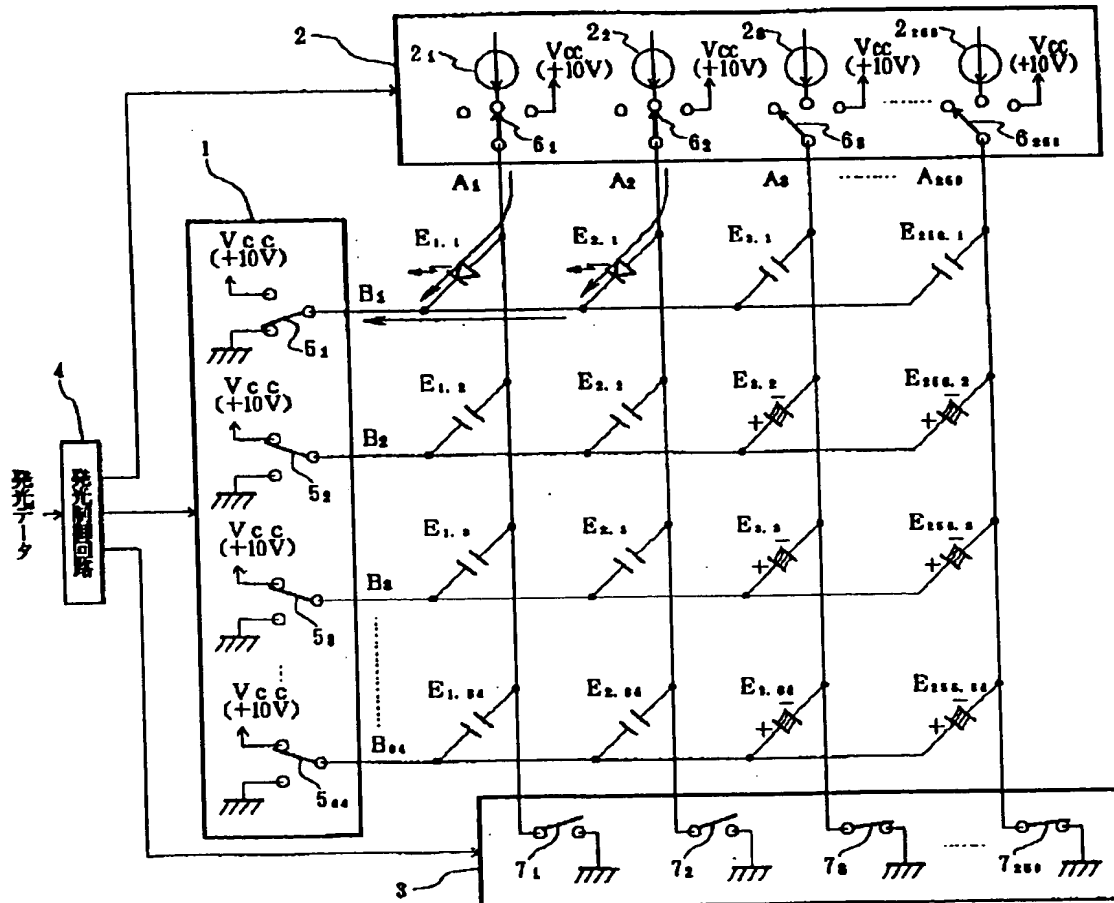 2
2₁
Vcc
(+10V)
2₂
Vcc
(+10V)
2₃
Vcc
(+10V)
2₂₅₆
Vcc
(+10V)
6₁
6₂
6₃
6₂₅₆
A₁
A₂
A₃
A₂₅₆
1
Vcc
(+10V)
5₁
B₁
E₁.₁
E₂.₁
E₃.₁
E₂₅₆.₁
4
発光データ
発光制御回路
Vcc
(+10V)
5₂
B₂
E₁.₂
E₂.₂
E₃.₂
+ −
E₂₅₆.₂
+ −
Vcc
(+10V)
5₃
B₃
E₁.₃
E₂.₃
E₃.₃
+ −
E₂₅₆.₃
+ −
Vcc
(+10V)
5₆₄
B₆₄
E₁.₆₄
E₂.₆₄
E₃.₆₄
+ −
E₂₅₆.₆₄
+ −
3
7₁
7₂
7₃
7₂₅₆